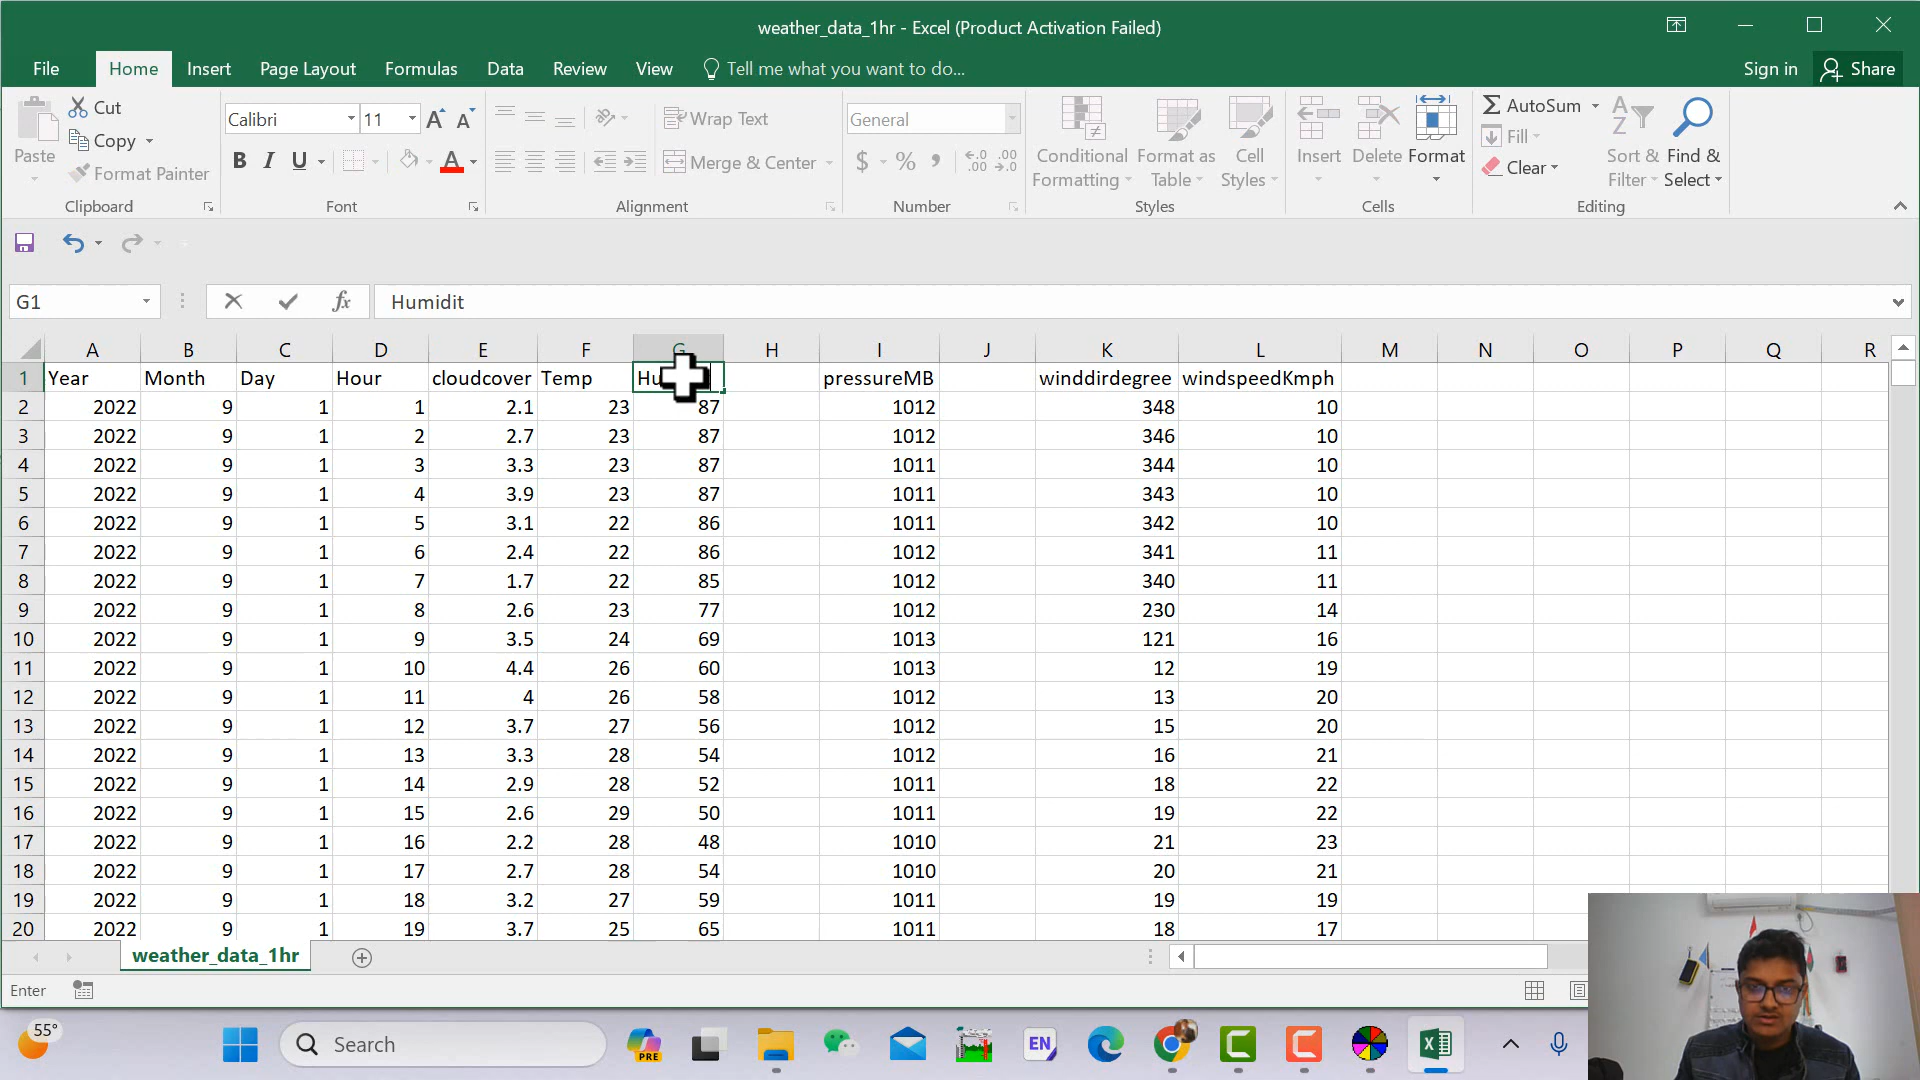 weather_data_1hr - Excel (Product Activation Failed)
File Home Insert Page Layout Formulas Data Review View Tell me what you want to do... Sign in Share
Paste
Cut
Copy
Format Painter
Clipboard
Calibri 11
B I U A
Font
Wrap Text
Merge & Center
Alignment
General
$ % ,
Number
Conditional Formatting
Format as Table
Cell Styles
Styles
Insert
Delete
Format
Cells
AutoSum
Fill
Clear
Sort & Filter
Find & Select
Editing
G1 fx Humidit
A B C D E F G H I J K L M N O P Q R
1 Year Month Day Hour cloudcover Temp Hu pressureMB winddirdegree windspeedKmph
2 2022 9 1 1 2.1 23 87 1012 348 10
3 2022 9 1 2 2.7 23 87 1012 346 10
4 2022 9 1 3 3.3 23 87 1011 344 10
5 2022 9 1 4 3.9 23 87 1011 343 10
6 2022 9 1 5 3.1 22 86 1011 342 10
7 2022 9 1 6 2.4 22 86 1012 341 11
8 2022 9 1 7 1.7 22 85 1012 340 11
9 2022 9 1 8 2.6 23 77 1012 230 14
10 2022 9 1 9 3.5 24 69 1013 121 16
11 2022 9 1 10 4.4 26 60 1013 12 19
12 2022 9 1 11 4 26 58 1012 13 20
13 2022 9 1 12 3.7 27 56 1012 15 20
14 2022 9 1 13 3.3 28 54 1012 16 21
15 2022 9 1 14 2.9 28 52 1011 18 22
16 2022 9 1 15 2.6 29 50 1011 19 22
17 2022 9 1 16 2.2 28 48 1010 21 23
18 2022 9 1 17 2.7 28 54 1010 20 21
19 2022 9 1 18 3.2 27 59 1011 19 19
20 2022 9 1 19 3.7 25 65 1011 18 17
weather_data_1hr
Enter
55°
Search
PRE
EN